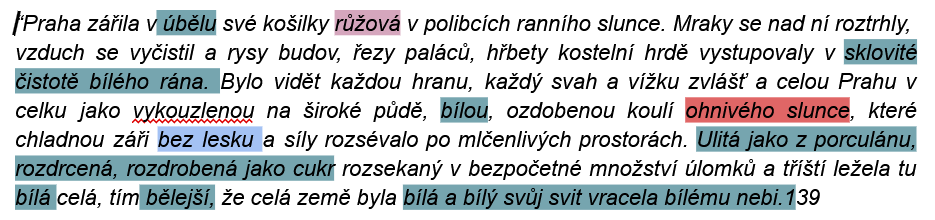 “Praha zářila v úbělu své košilky růžová v polibcích ranního slunce. Mraky se nad ní roztrhly,
vzduch se vyčistil a rysy budov, řezy paláců, hřbety kostelní hrdě vystupovaly v sklovité
čistotě bílého rána. Bylo vidět každou hranu, každý svah a vížku zvlášť a celou Prahu v
celku jako vykouzlenou na široké půdě, bílou, ozdobenou koulí ohnivého slunce, které
chladnou záři bez lesku a síly rozsévalo po mlčenlivých prostorách. Ulitá jako z porculánu,
rozdrcená, rozdrobená jako cukr rozsekaný v bezpočetné množství úlomků a tříští ležela tu
bílá celá, tím bělejší, že celá země byla bílá a bílý svůj svit vracela bílému nebi.139